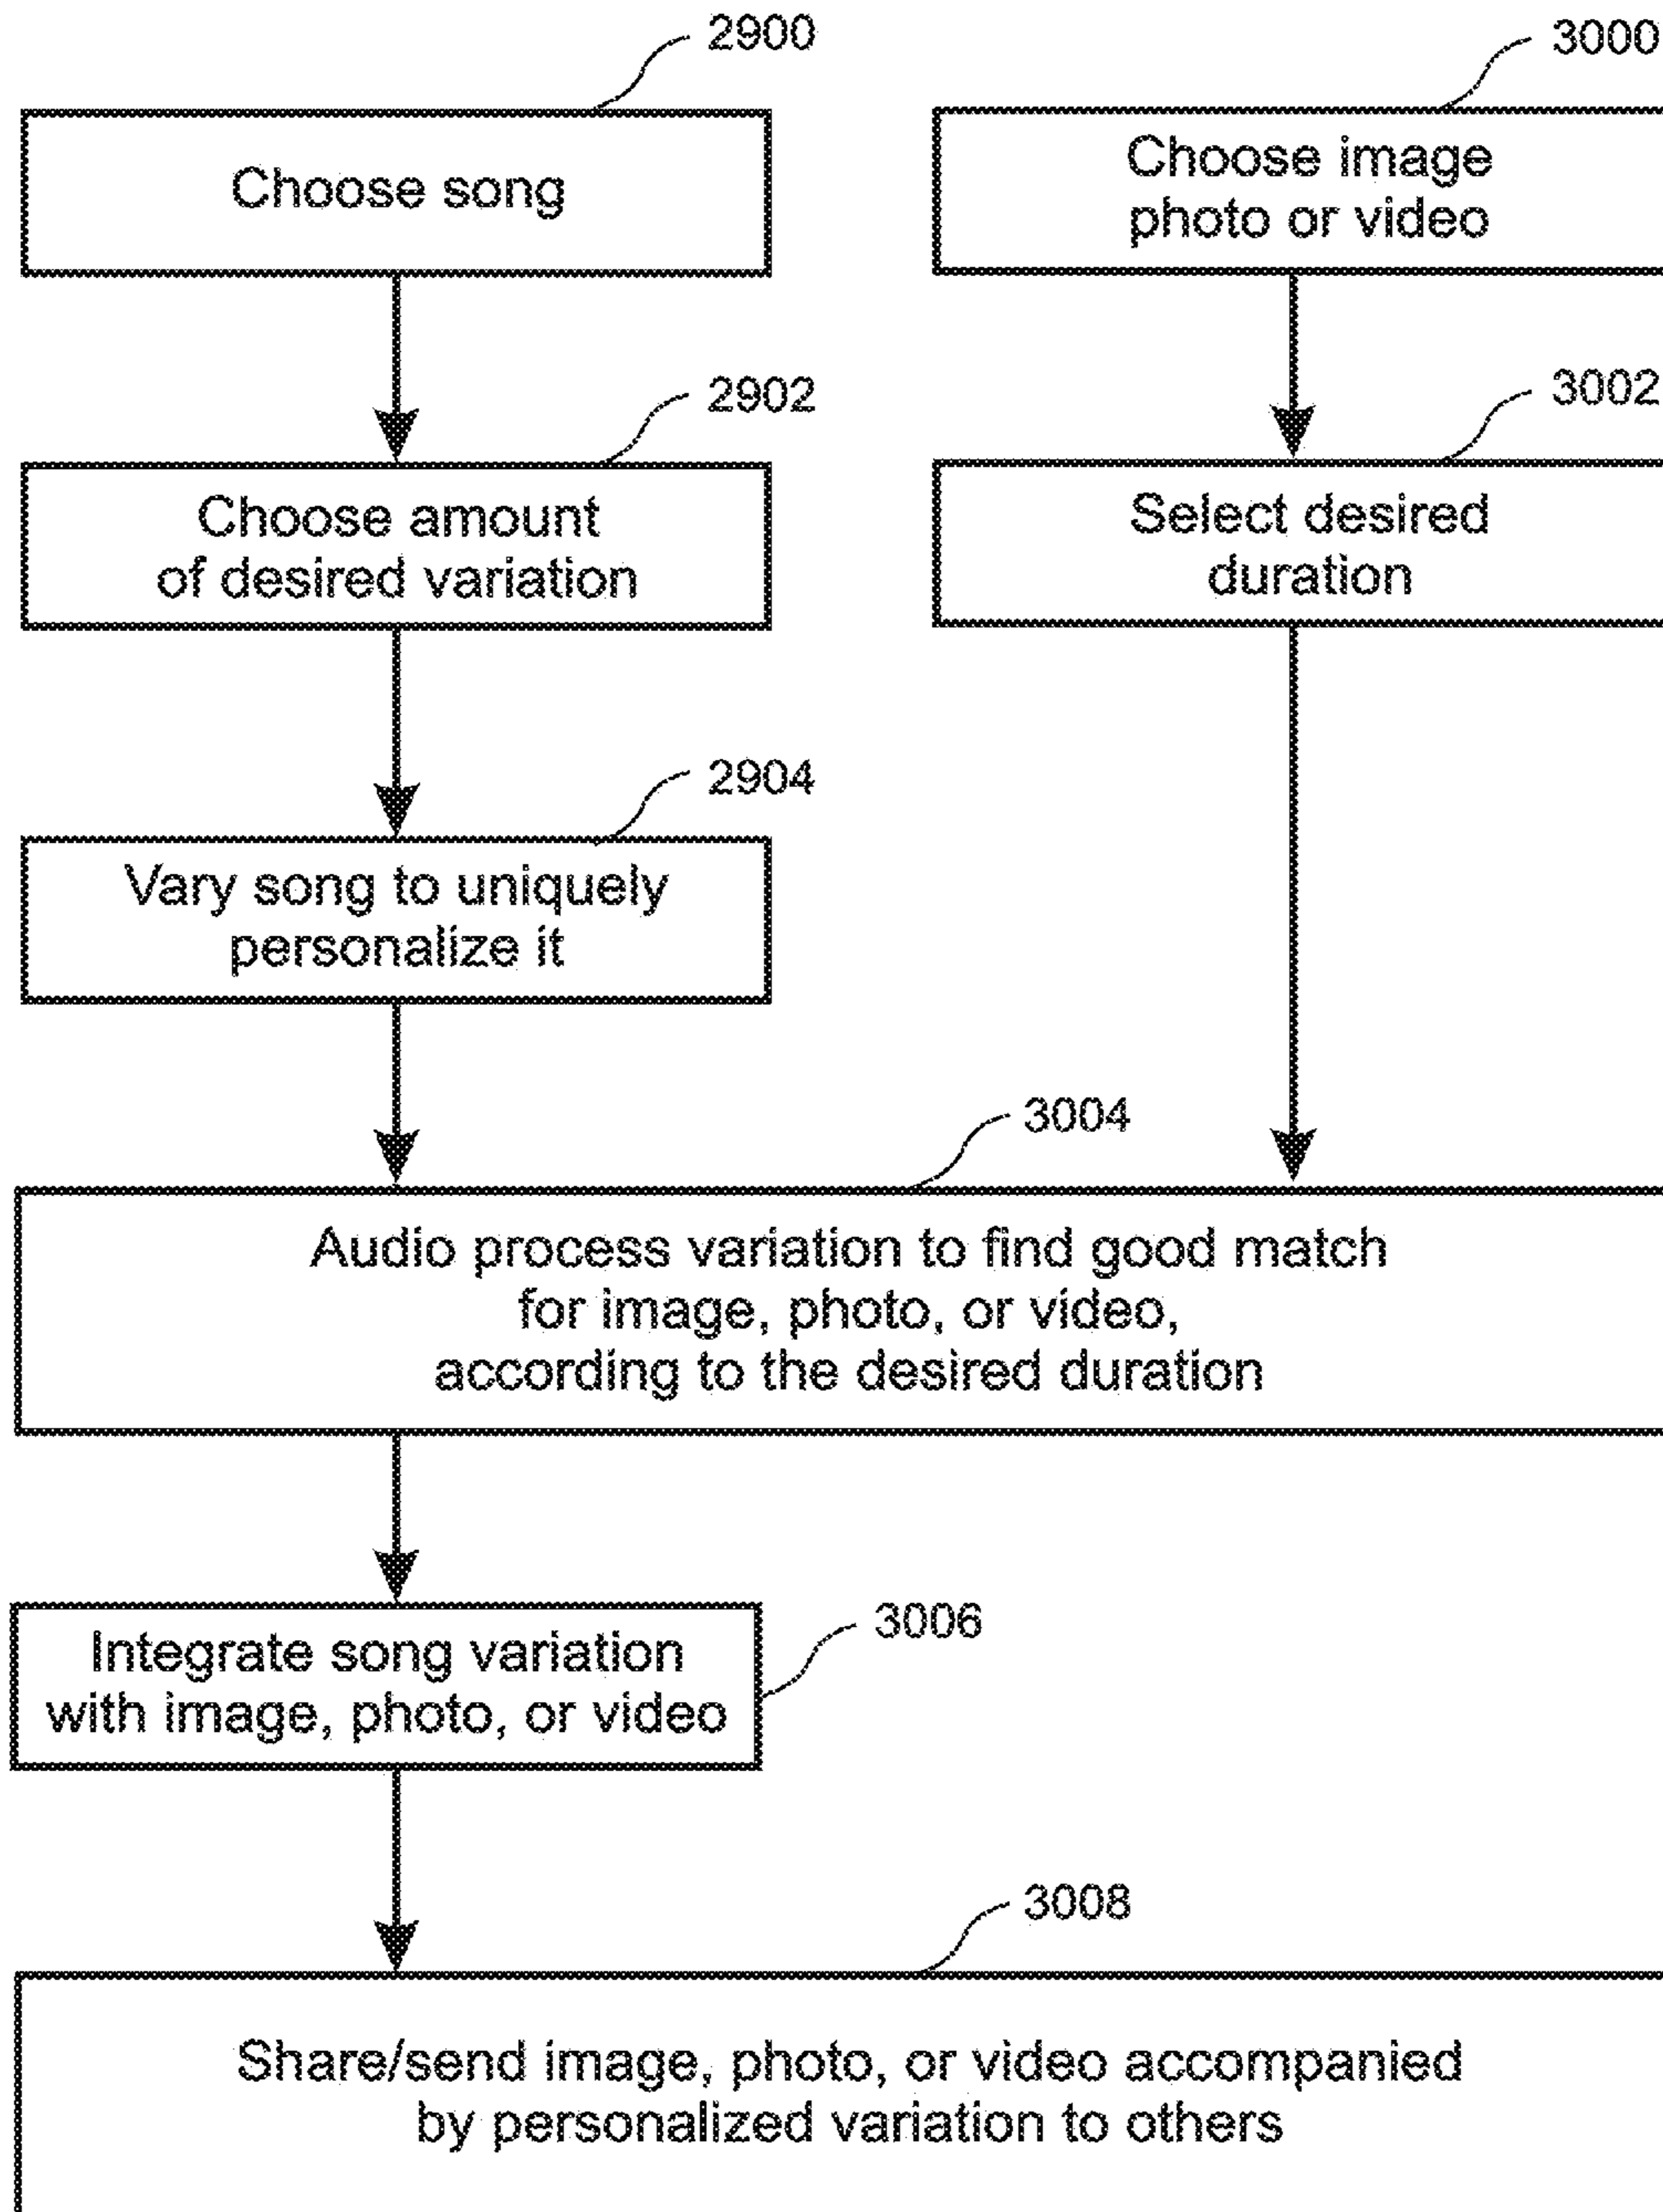 2900
Choose song
3000
Choose image
photo or video
2902
Choose amount
of desired variation
3002
Select desired
duration
2904
Vary song to uniquely
personalize it
3004
Audio process variation to find good match
for image, photo, or video,
according to the desired duration
3006
Integrate song variation
with image, photo, or video
3008
Share/send image, photo, or video accompanied
by personalized variation to others